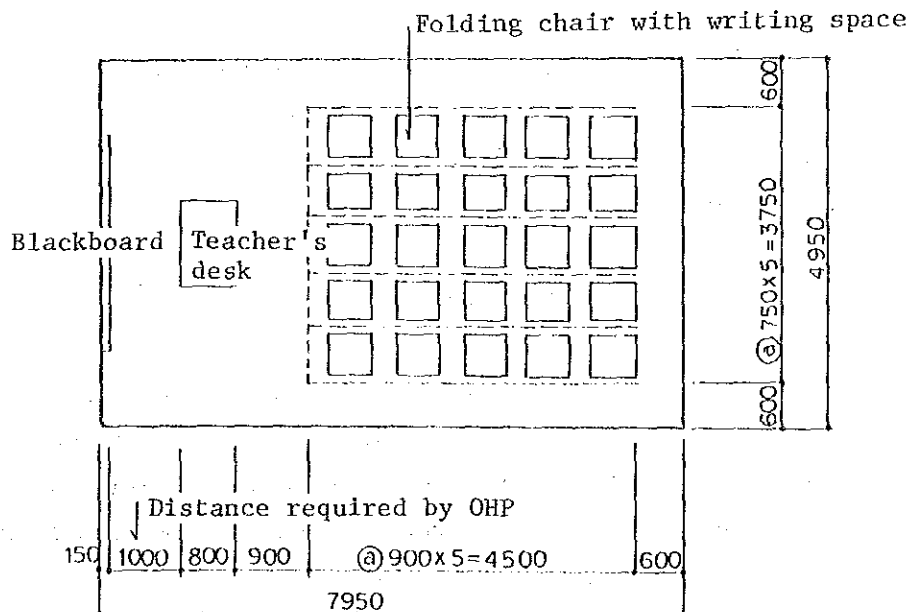 Folding chair with writing space
600
Blackboard
Teacher's
desk
@750x5=3750
4950
600
Distance required by OHP
150
1000
800
900
@900x5=4500
600
7950